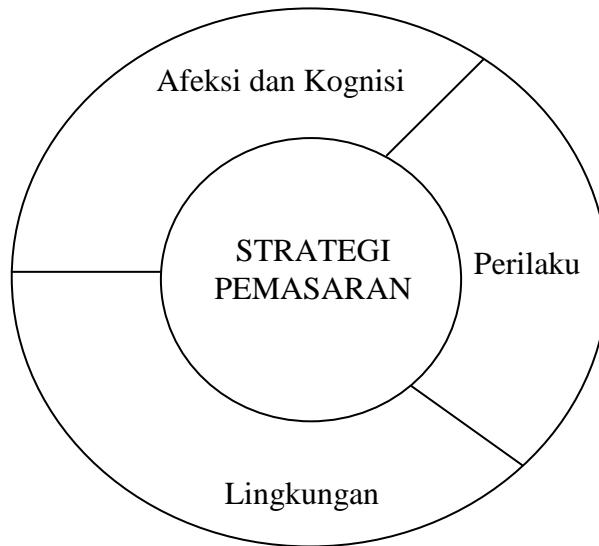 Afeksi dan Kognisi
STRATEGI
PEMASARAN
Perilaku
Lingkungan